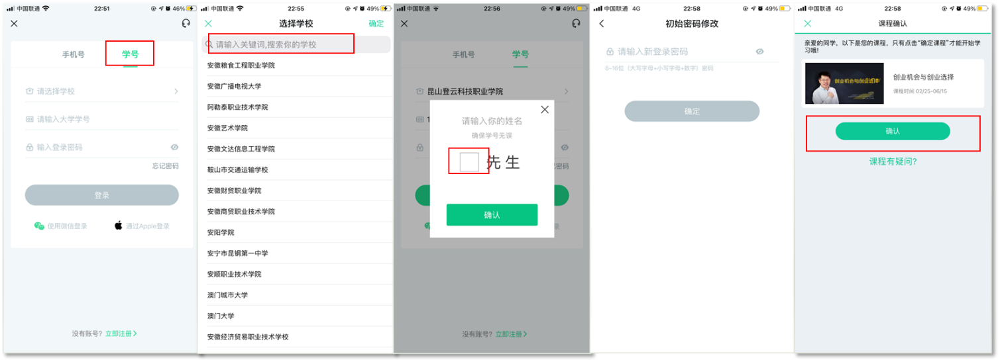 中国联通 22:51 46%
手机号 学号
请选择学校
请输入大学学号
输入登录密码
忘记密码
登录
使用微信登录 通过Apple登录
没有账号? 立即注册
中国联通 22:55 49%
选择学校 确定
请输入关键词,搜索你的学校
安徽粮食工程职业学院
安徽广播电视大学
阿勒泰职业技术学院
安徽艺术学院
安徽文达信息工程学院
鞍山市交通运输学校
安徽财贸职业学院
安徽商贸职业技术学院
安阳学院
安宁市昆钢第一中学
安顺职业技术学院
澳门城市大学
澳门大学
安徽经济贸易职业技术学校
中国联通 22:56 49%
手机号 学号
昆山登云科技职业学院
1
请输入你的姓名
确保学号无误
先生
密码
确认
录
没有账号? 立即注册
中国联通 4G 22:58 49%
初始密码修改
请输入新登录密码
8-16位（大写字母+小写字母+数字）密码
确定
中国联通 4G 22:58 49%
课程确认
亲爱的同学，以下是您的课程，只有点击“确定课程”才能开始学
习哦!
创业机会与创业选择
创业机会与创业选择
课程时间 02/25-06/15
确认
课程有疑问?